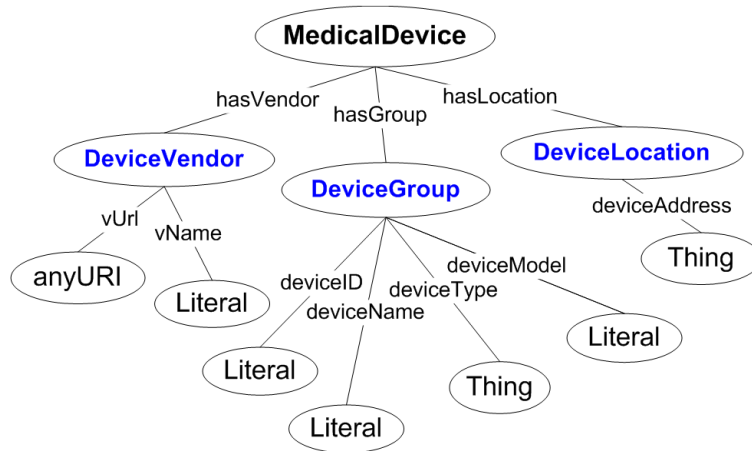 MedicalDevice
hasVendor
hasGroup
hasLocation
DeviceVendor
DeviceGroup
DeviceLocation
vUrl
vName
deviceAddress
anyURI
Literal
Thing
deviceID
deviceName
deviceType
deviceModel
Literal
Literal
Thing
Literal